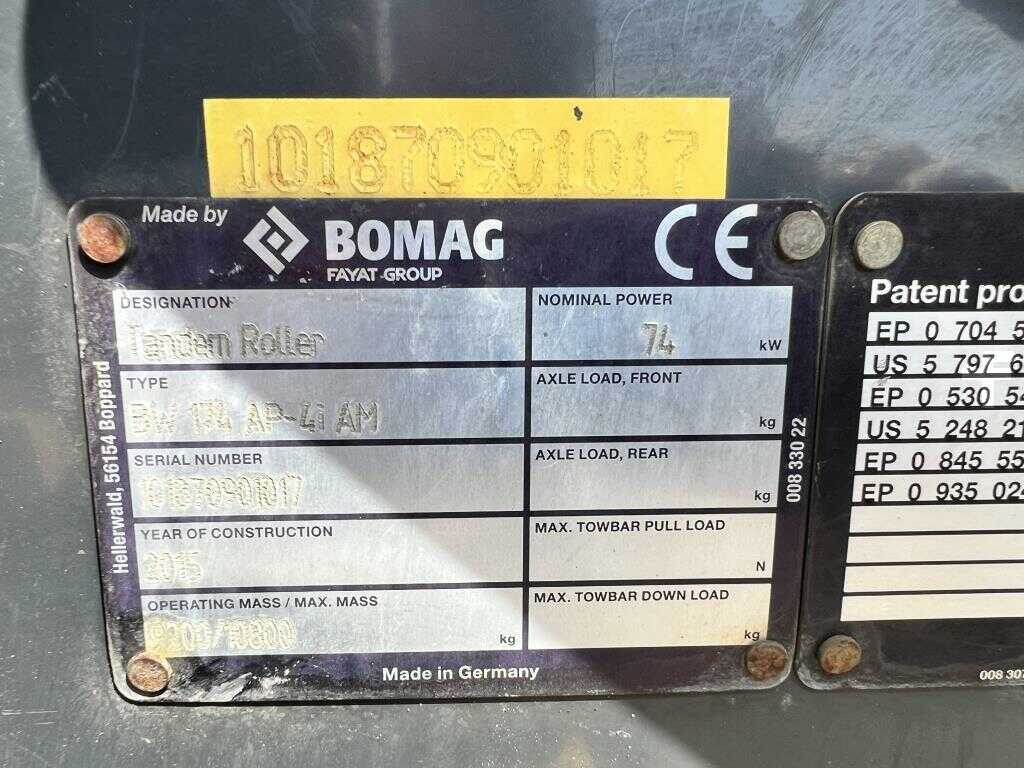 101870901017
Made by
BOMAG
FAYAT GROUP
CE
DESIGNATION
Tandem Roller
NOMINAL POWER
74 kW
TYPE
BW 174 AP-4i AM
AXLE LOAD, FRONT
kg
SERIAL NUMBER
101870901017
AXLE LOAD, REAR
kg
YEAR OF CONSTRUCTION
2015
MAX. TOWBAR PULL LOAD
N
OPERATING MASS / MAX. MASS
/10800 kg
MAX. TOWBAR DOWN LOAD
kg
Made in Germany
Hellerwald, 56154 Boppard
008 330 22
Patent pro
EP 0 704 5
US 5 797 6
EP 0 530 54
US 5 248 21
EP 0 845 55
EP 0 935 024
008 307